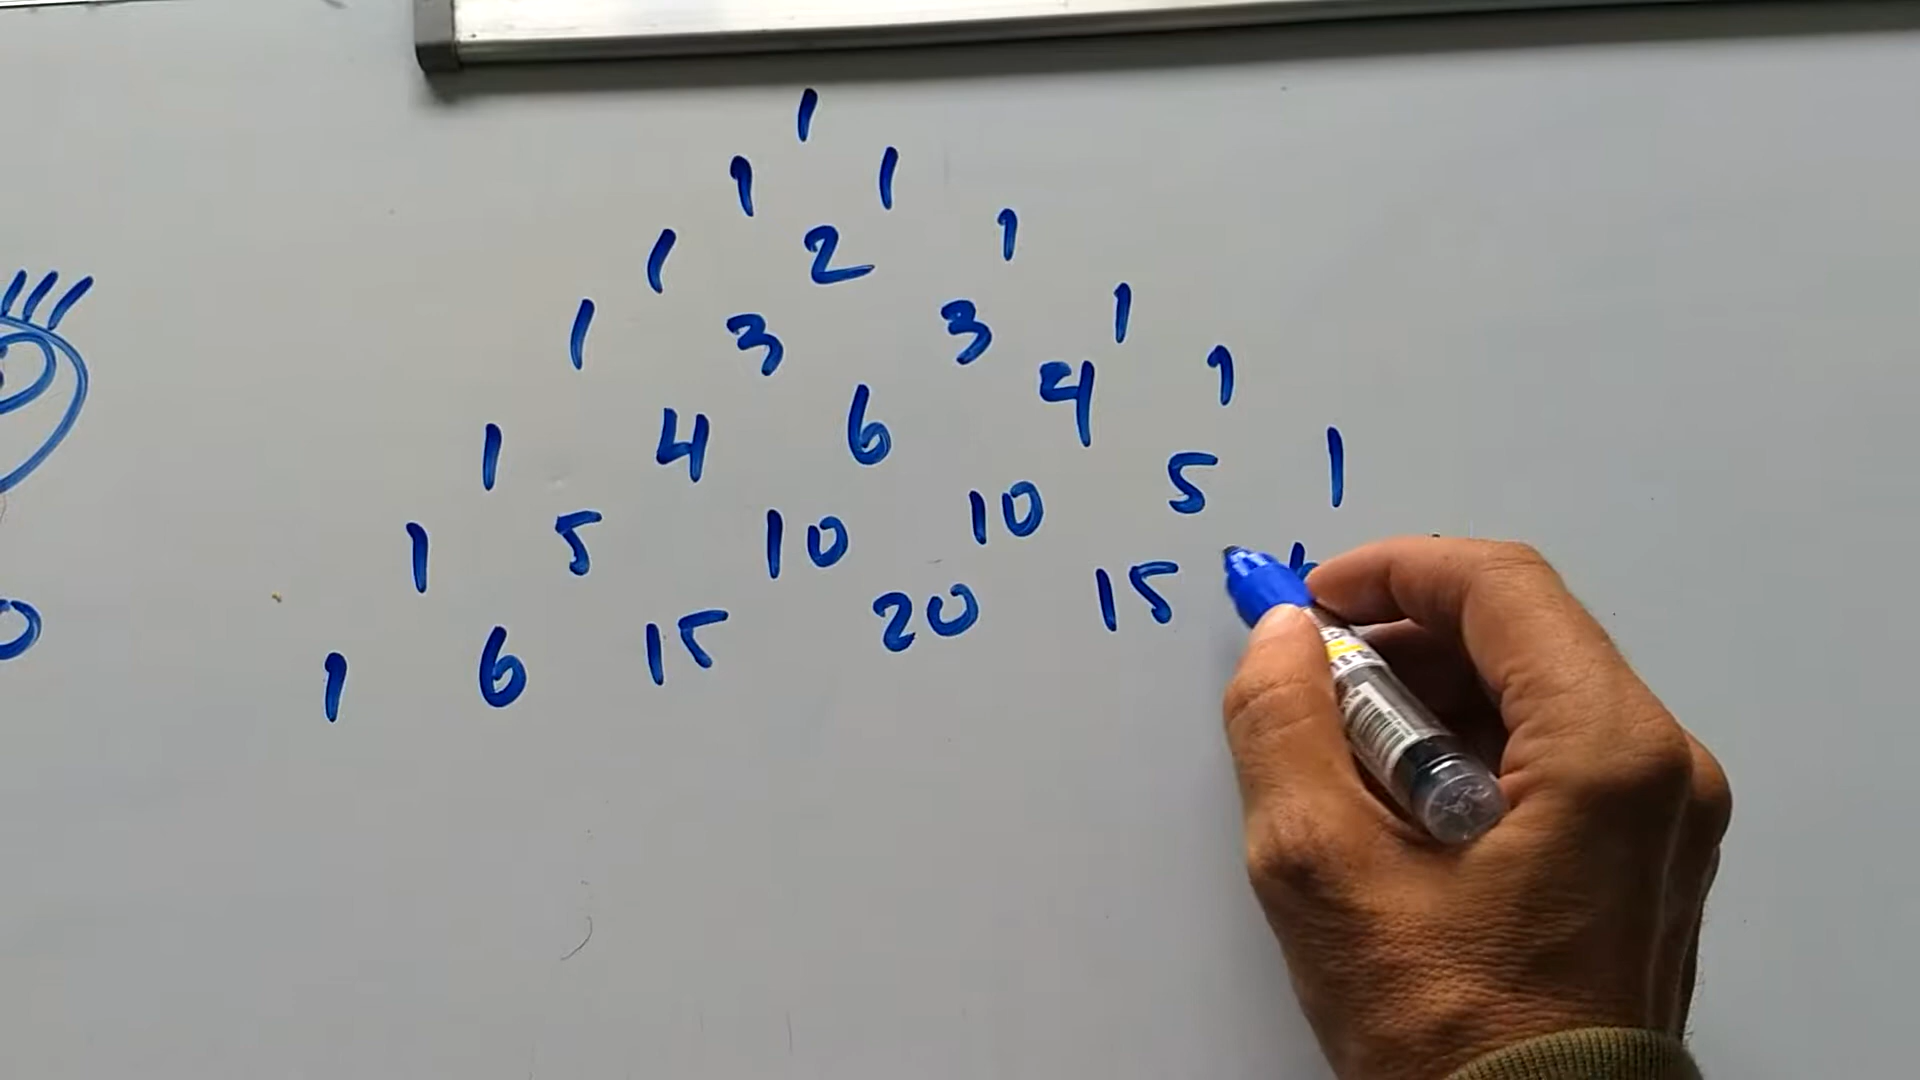 1
1 1
1 2 1
1 3 3 1
1 4 6 4 1
1 5 10 10 5 1
1 6 15 20 15